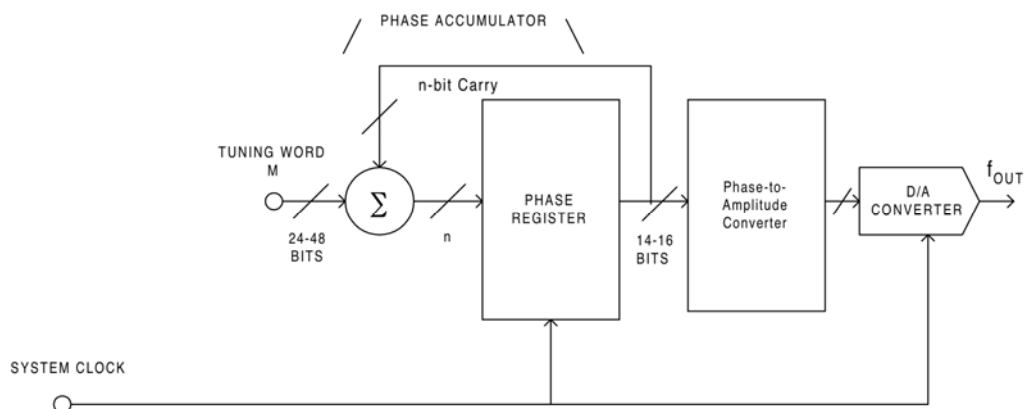 PHASE ACCUMULATOR
n-bit Carry
TUNING WORD
M
Σ
24-48
BITS
n
PHASE
REGISTER
14-16
BITS
Phase-to-
Amplitude
Converter
D/A
CONVERTER
fOUT
SYSTEM CLOCK